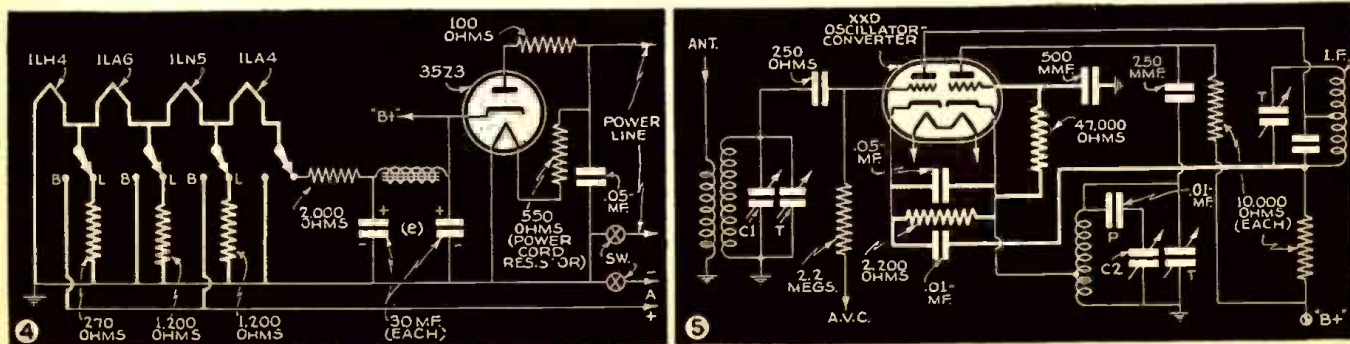 1LH4
1LA6
1LN5
1LA4
100
OHMS
35Z3
"B+"
POWER
LINE
B
L
B
L
B
L
2,000
OHMS
(e)
+
-
+
-
550
OHMS
(POWER
CORD
RESISTOR)
.05-
MF.
SW.
-
A
+
270
OHMS
1,200
OHMS
1,200
OHMS
30 MF.
(EACH)
4
ANT.
250
OHMS
XXD
OSCILLATOR
CONVERTER
500
MMF.
250
MMF.
I.F.
T
47,000
OHMS
.05-
MF.
C1
T
2.2
MEGS.
A.V.C.
2,200
OHMS
.01-
MF.
.01-
MF.
P
C2
T
10,000
OHMS
(EACH)
"B+"
5